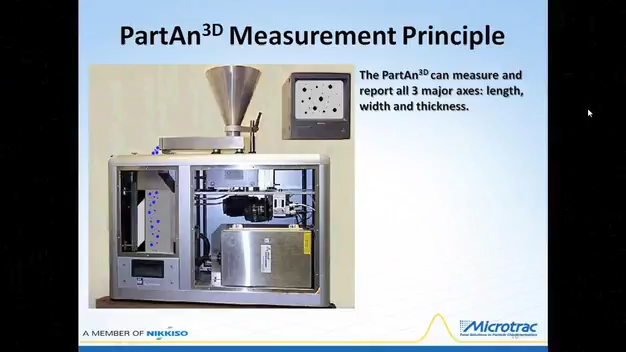 PartAn3D Measurement Principle
The PartAn3D can measure and
report all 3 major axes: length,
width and thickness.
A MEMBER OF NIKKISO
Microtrac